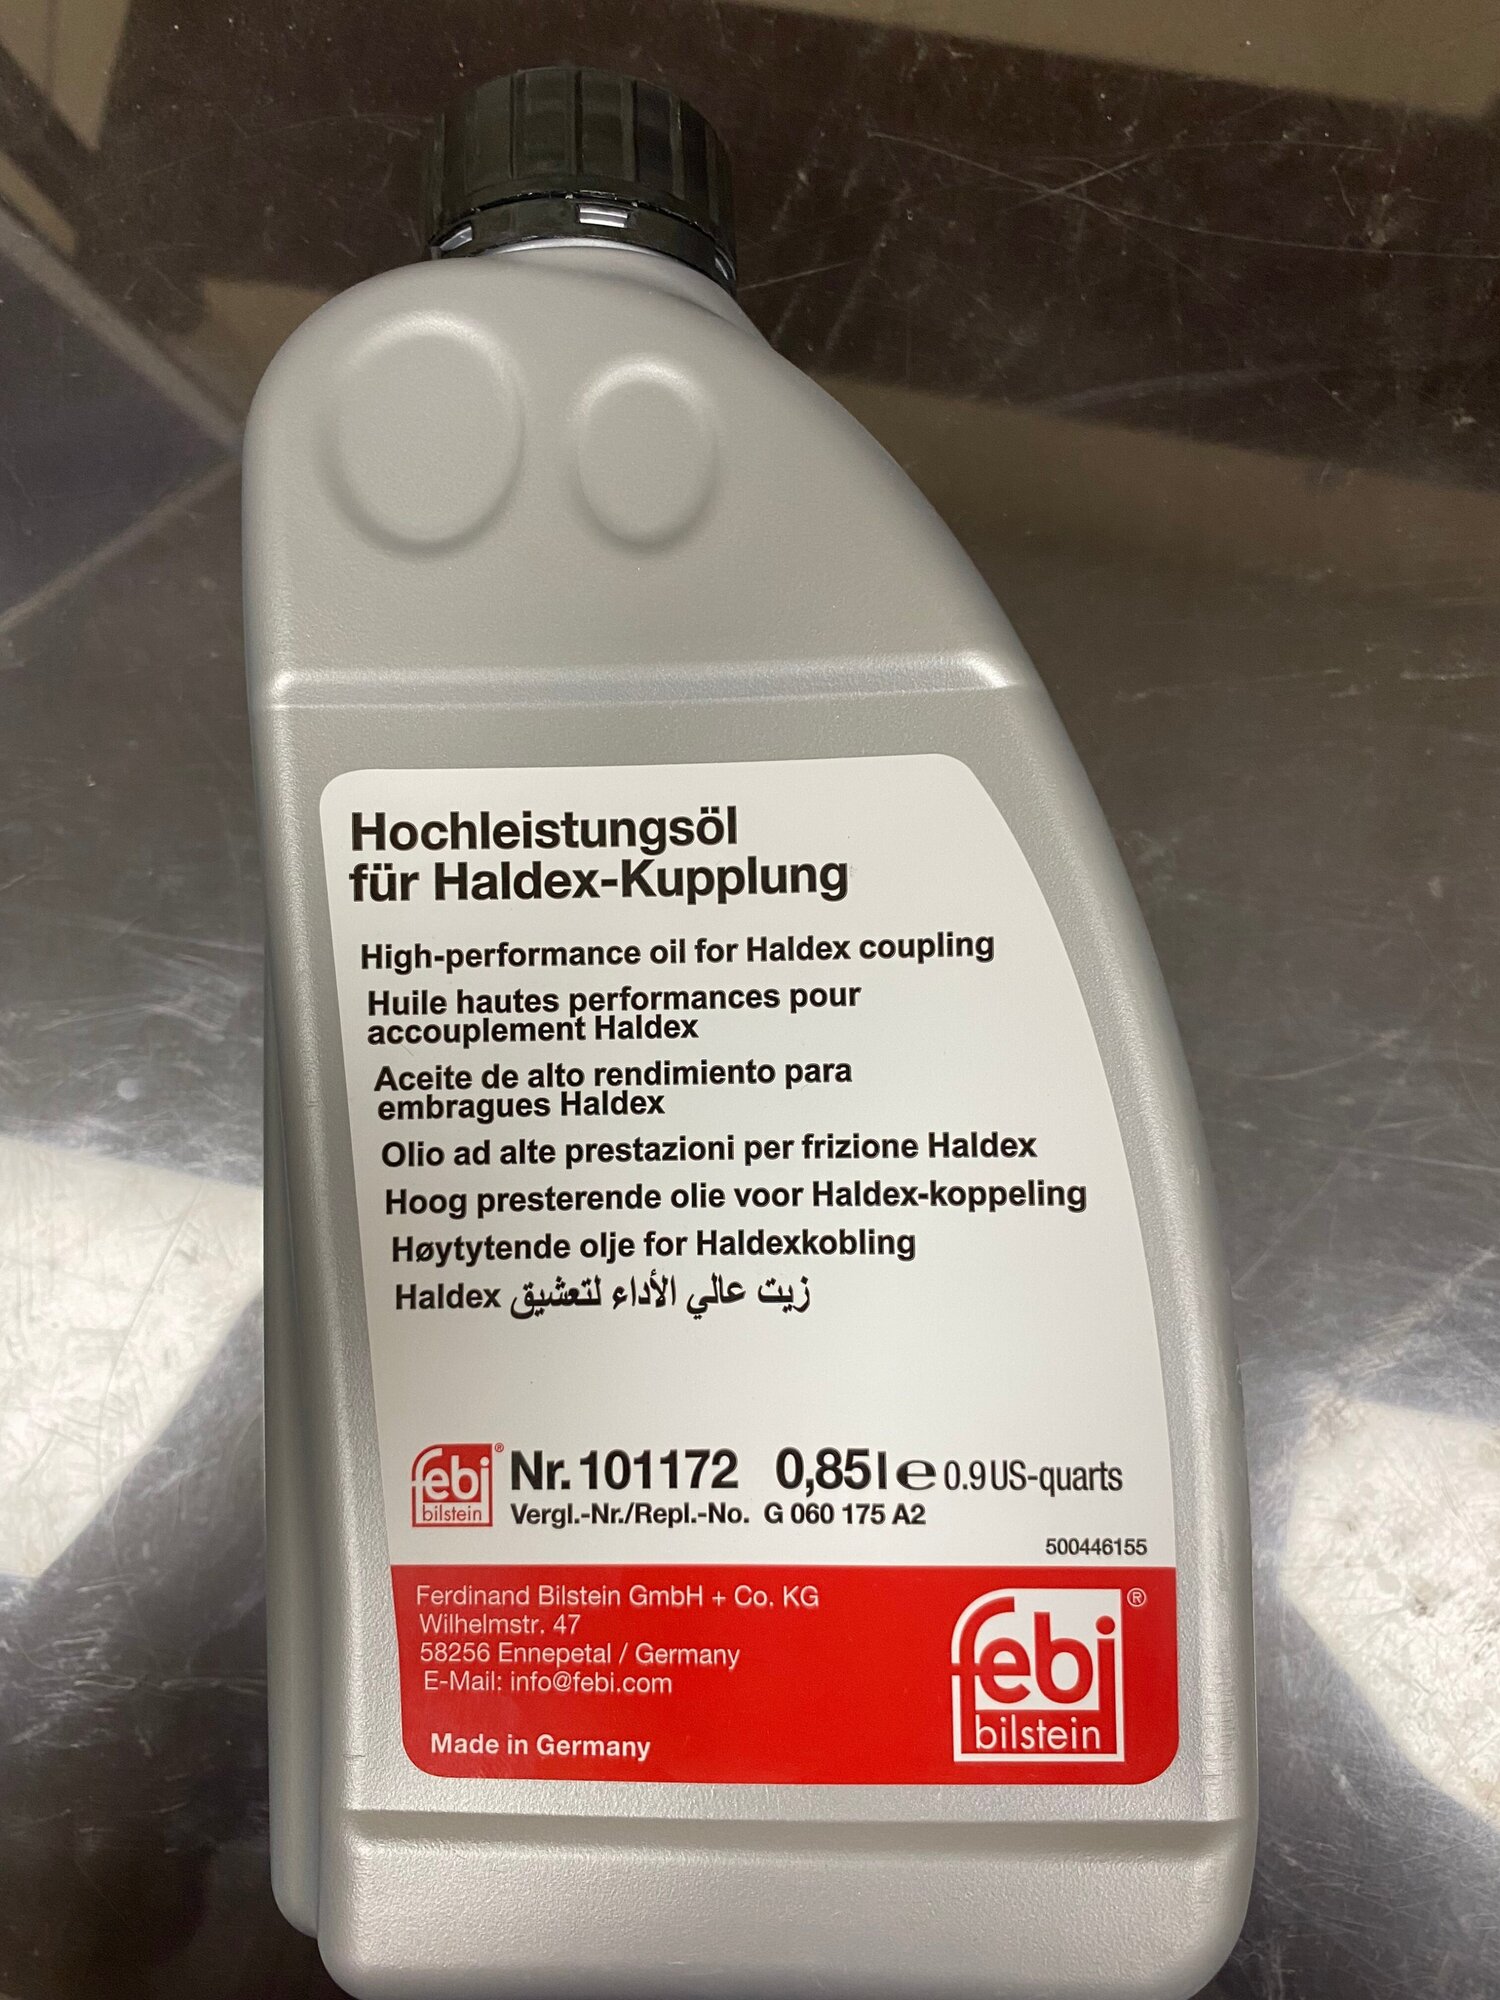 Hochleistungsöl
für Haldex-Kupplung
High-performance oil for Haldex coupling
Huile hautes performances pour
accouplement Haldex
Aceite de alto rendimiento para
embragues Haldex
Olio ad alte prestazioni per frizione Haldex
Hoog presterende olie voor Haldex-koppeling
Høytytende olje for Haldexkobling
زيت عالي الأداء لتعشيق Haldex
febi® Nr. 101172 0,85 l ℮ 0.9 US-quarts
bilstein Vergl.-Nr./Repl.-No. G 060 175 A2
500446155
Ferdinand Bilstein GmbH + Co. KG
Wilhelmstr. 47
58256 Ennepetal / Germany
E-Mail: info@febi.com
Made in Germany
febi®
bilstein